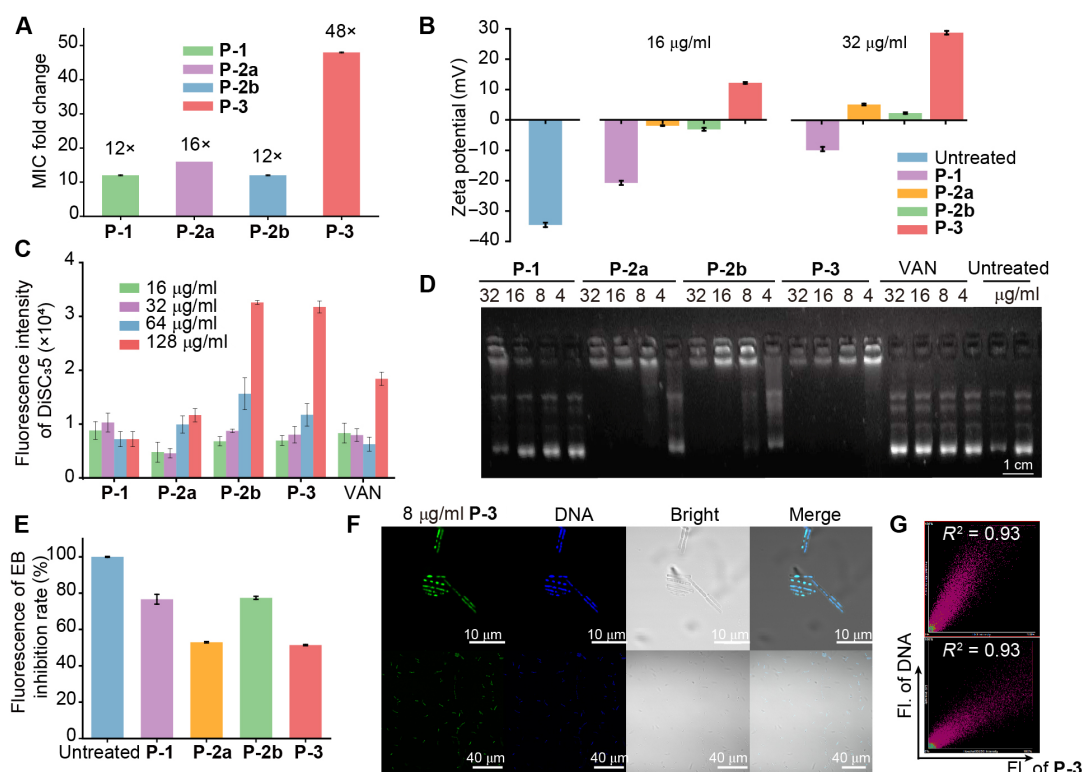 A
MIC fold change
50
40
30
20
10
0
P-1
P-2a
P-2b
P-3
12×
16×
12×
48×
P-1
P-2a
P-2b
P-3
B
Zeta potential (mV)
30
20
10
0
−10
−20
−30
−40
16 μg/ml
32 μg/ml
Untreated
P-1
P-2a
P-2b
P-3
C
Fluorescence intensity
of DiSC₃5 (×10⁴)
4
3
2
1
0
16 μg/ml
32 μg/ml
64 μg/ml
128 μg/ml
P-1
P-2a
P-2b
P-3
VAN
D
P-1 P-2a P-2b P-3 VAN Untreated
32 16 8 4 32 16 8 4 32 16 8 4 32 16 8 4 32 16 8 4 μg/ml
1 cm
E
Fluorescence of EB
inhibition rate (%)
100
80
60
40
20
0
Untreated P-1 P-2a P-2b P-3
F
8 μg/ml P-3 DNA Bright Merge
10 μm 10 μm 10 μm 10 μm
40 μm 40 μm 40 μm 40 μm
G
R² = 0.93
R² = 0.93
Fl. of DNA
Fl. of P-3